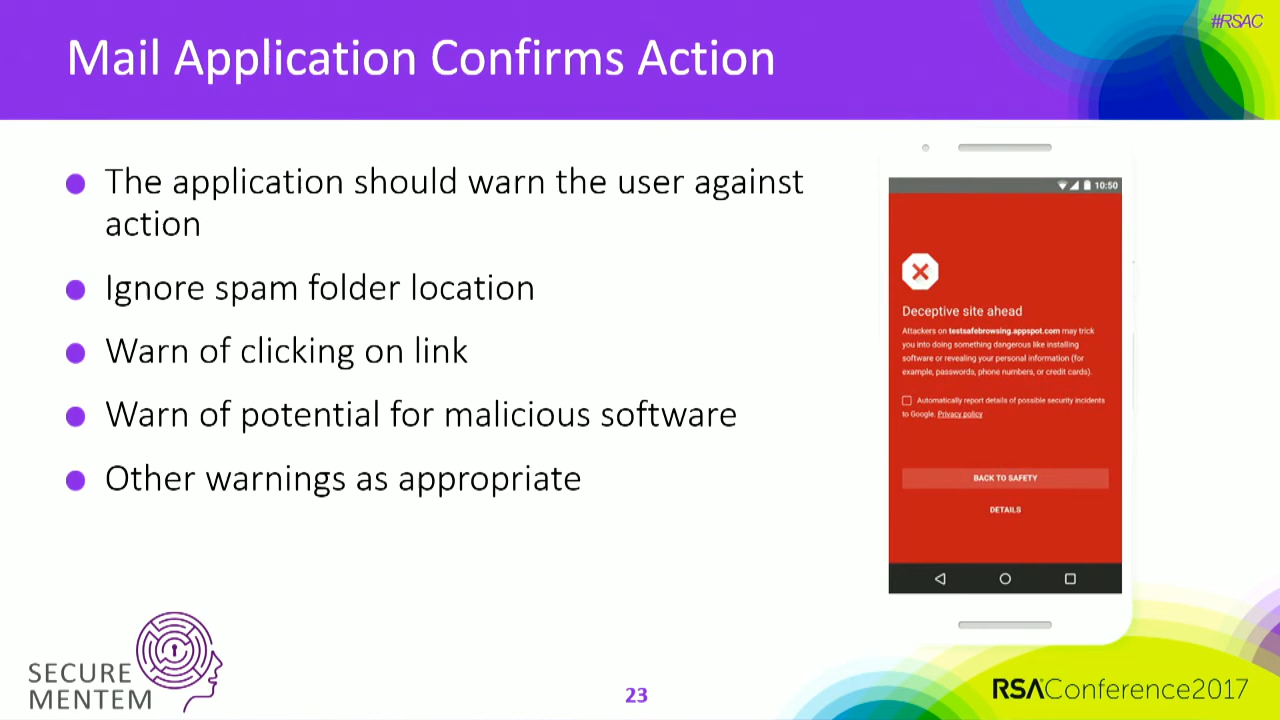 #RSAC
Mail Application Confirms Action
The application should warn the user against
action
Ignore spam folder location
Warn of clicking on link
Warn of potential for malicious software
Other warnings as appropriate
10:50
Deceptive site ahead
Attackers on testsafebrowsing.appspot.com may trick
you into doing something dangerous like installing
software or revealing your personal information (for
example, passwords, phone numbers, or credit cards).
Automatically report details of possible security incidents
to Google. Privacy policy
BACK TO SAFETY
DETAILS
SECURE
MENTEM
23
RSAConference2017